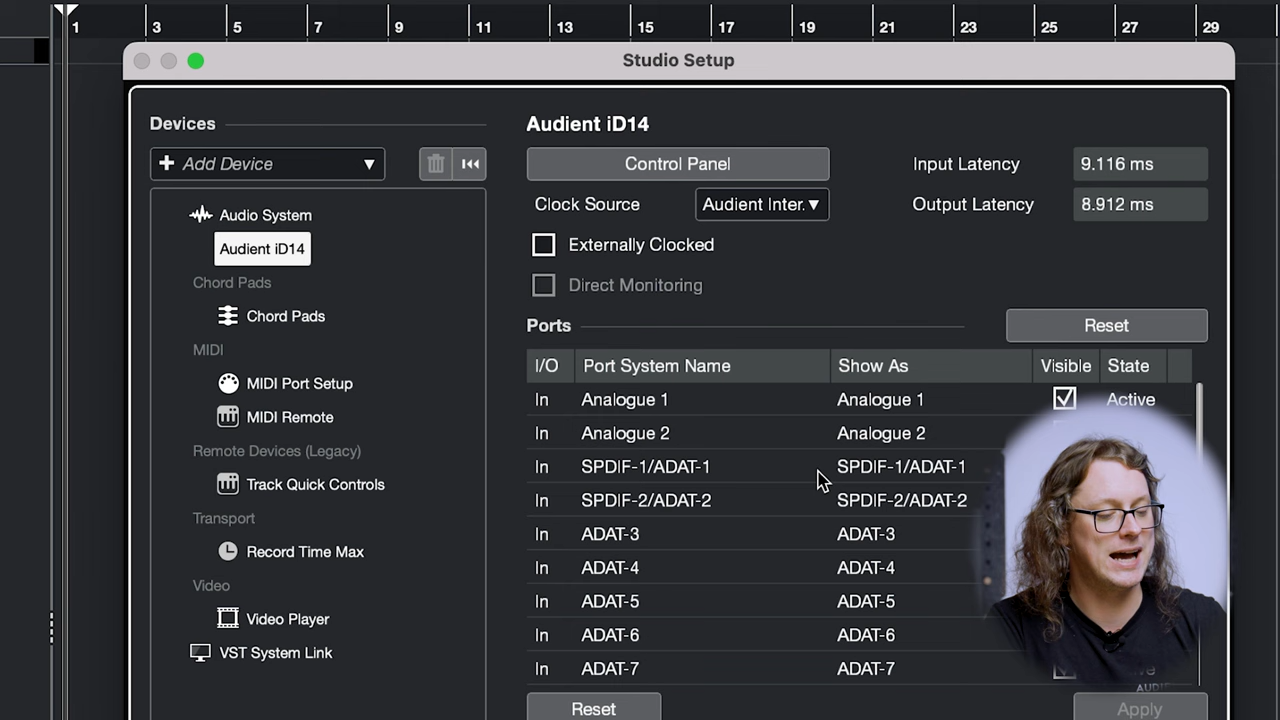 1 3 5 7 9 11 13 15 17 19 21 23 25 27 29
Studio Setup
Devices
Add Device
Audio System
Audient iD14
Chord Pads
Chord Pads
MIDI
MIDI Port Setup
MIDI Remote
Remote Devices (Legacy)
Track Quick Controls
Transport
Record Time Max
Video
Video Player
VST System Link
Audient iD14
Control Panel
Input Latency 9.116 ms
Clock Source Audient Inter. Output Latency 8.912 ms
Externally Clocked
Direct Monitoring
Ports Reset
I/O Port System Name Show As Visible State
In Analogue 1 Analogue 1 Active
In Analogue 2 Analogue 2
In SPDIF-1/ADAT-1 SPDIF-1/ADAT-1
In SPDIF-2/ADAT-2 SPDIF-2/ADAT-2
In ADAT-3 ADAT-3
In ADAT-4 ADAT-4
In ADAT-5 ADAT-5
In ADAT-6 ADAT-6
In ADAT-7 ADAT-7
Reset Apply